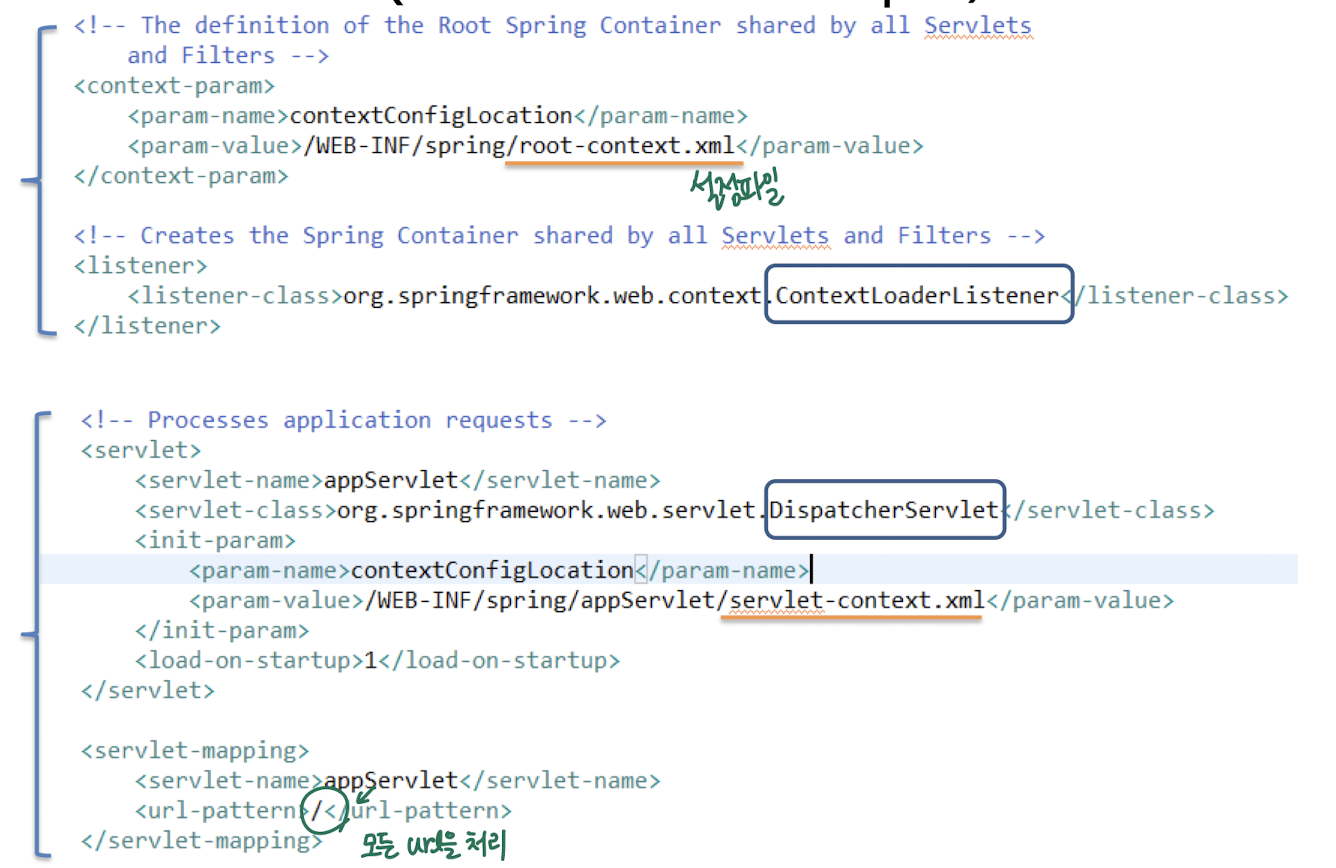 <!-- The definition of the Root Spring Container shared by all Servlets
and Filters -->
<context-param>
<param-name>contextConfigLocation</param-name>
<param-value>/WEB-INF/spring/root-context.xml</param-value>
</context-param>
설정파일
<!-- Creates the Spring Container shared by all Servlets and Filters -->
<listener>
<listener-class>org.springframework.web.context.ContextLoaderListener</listener-class>
</listener>
<!-- Processes application requests -->
<servlet>
<servlet-name>appServlet</servlet-name>
<servlet-class>org.springframework.web.servlet.DispatcherServlet</servlet-class>
<init-param>
<param-name>contextConfigLocation</param-name>
<param-value>/WEB-INF/spring/appServlet/servlet-context.xml</param-value>
</init-param>
<load-on-startup>1</load-on-startup>
</servlet>
<servlet-mapping>
<servlet-name>appServlet</servlet-name>
<url-pattern>/</url-pattern>
</servlet-mapping>
모든 url을 처리